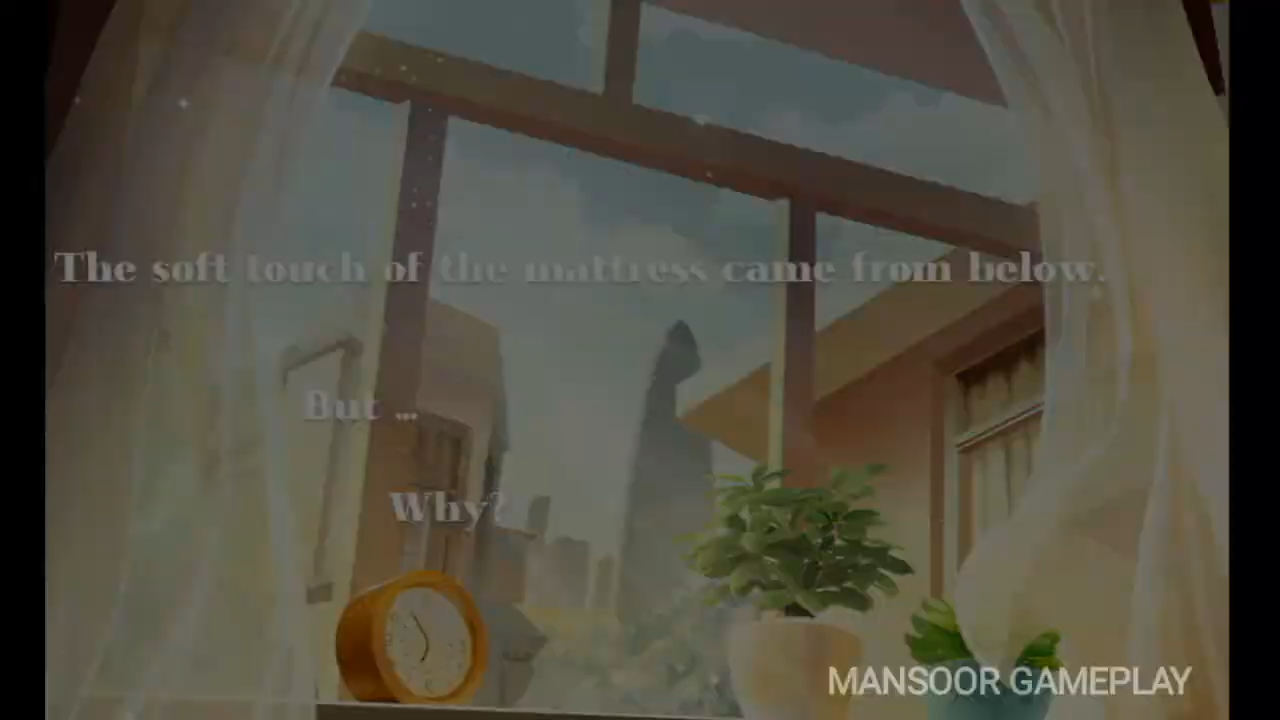 The soft touch of the mattress came from below.
But ...
Why?
MANSOOR GAMEPLAY